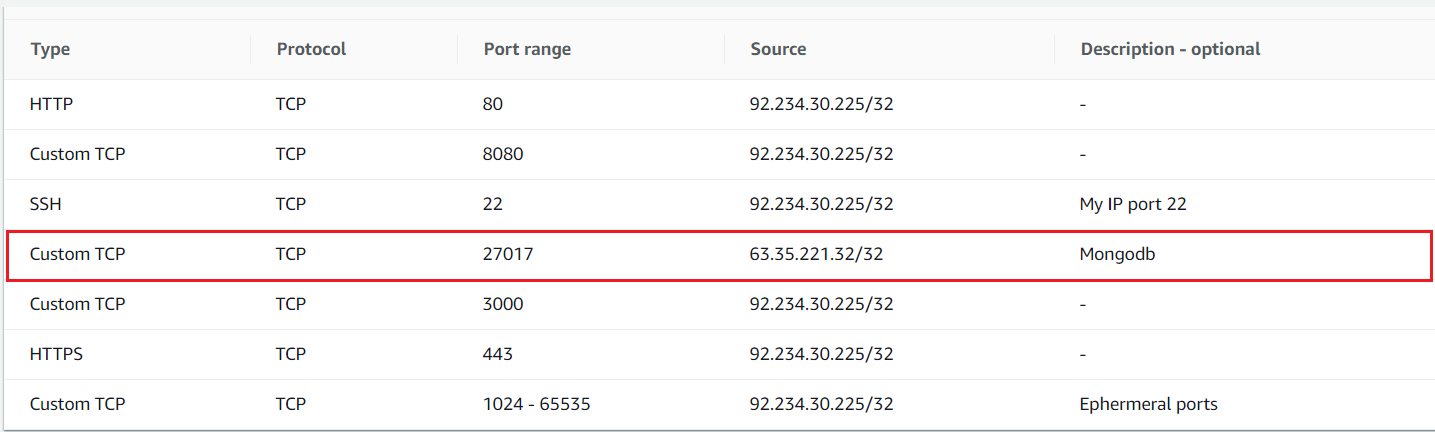 Type Protocol Port range Source Description - optional
HTTP TCP 80 92.234.30.225/32 -
Custom TCP TCP 8080 92.234.30.225/32 -
SSH TCP 22 92.234.30.225/32 My IP port 22
Custom TCP TCP 27017 63.35.221.32/32 Mongodb
Custom TCP TCP 3000 92.234.30.225/32 -
HTTPS TCP 443 92.234.30.225/32 -
Custom TCP TCP 1024 - 65535 92.234.30.225/32 Ephermeral ports